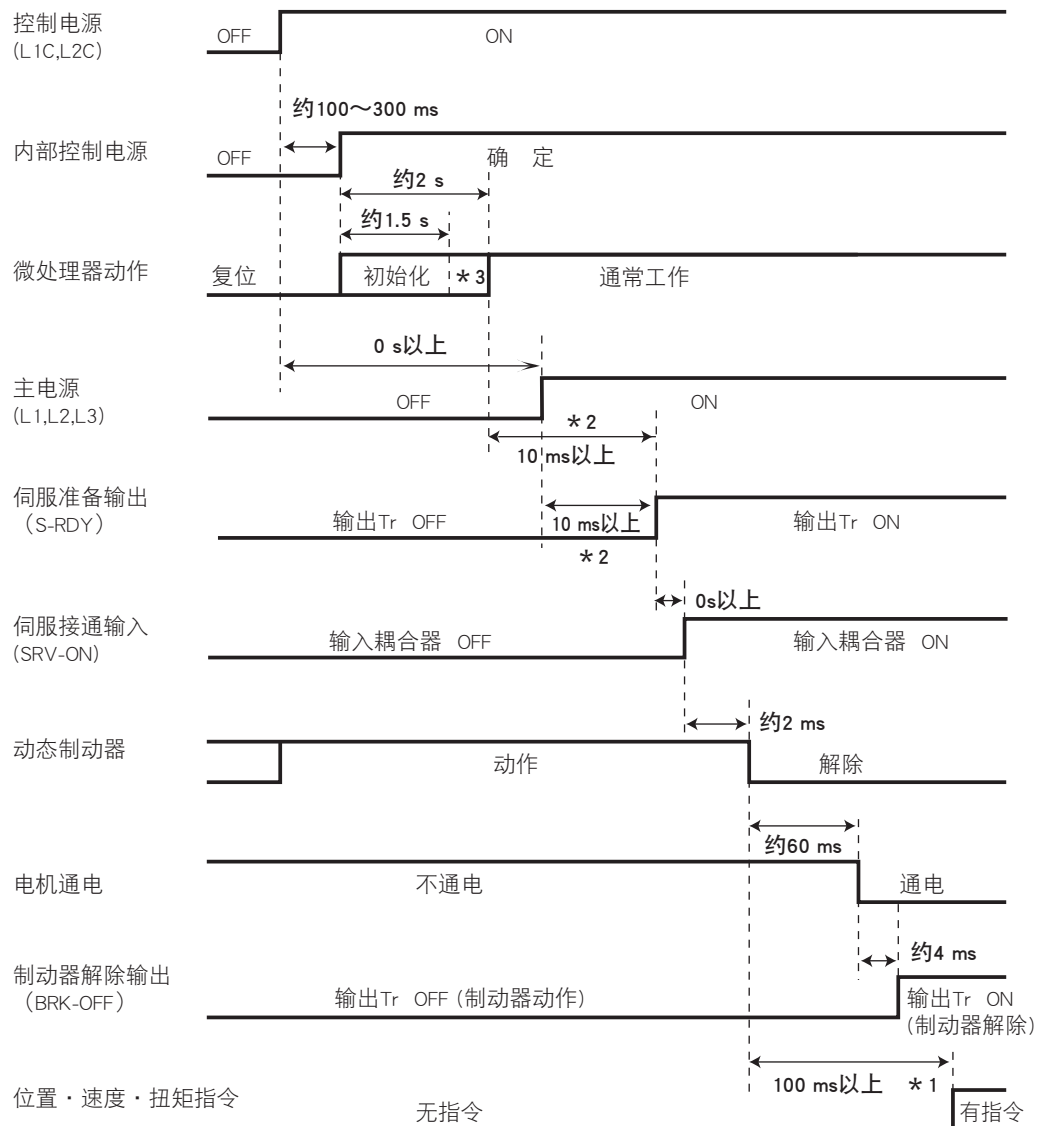 控制电源
(L1C,L2C)
OFF
ON
约100～300 ms
内部控制电源
OFF
确 定
约2 s
约1.5 s
微处理器动作
复位
初始化
＊3
通常工作
0 s以上
主电源
(L1,L2,L3)
OFF
ON
＊2
10 ms以上
伺服准备输出
（S-RDY）
输出Tr OFF
10 ms以上
输出Tr ON
＊2
0s以上
伺服接通输入
(SRV-ON)
输入耦合器 OFF
输入耦合器 ON
约2 ms
动态制动器
动作
解除
约60 ms
电机通电
不通电
通电
约4 ms
制动器解除输出
（BRK-OFF）
输出Tr OFF (制动器动作)
输出Tr ON
(制动器解除)
100 ms以上 ＊1
位置・速度・扭矩指令
无指令
有指令